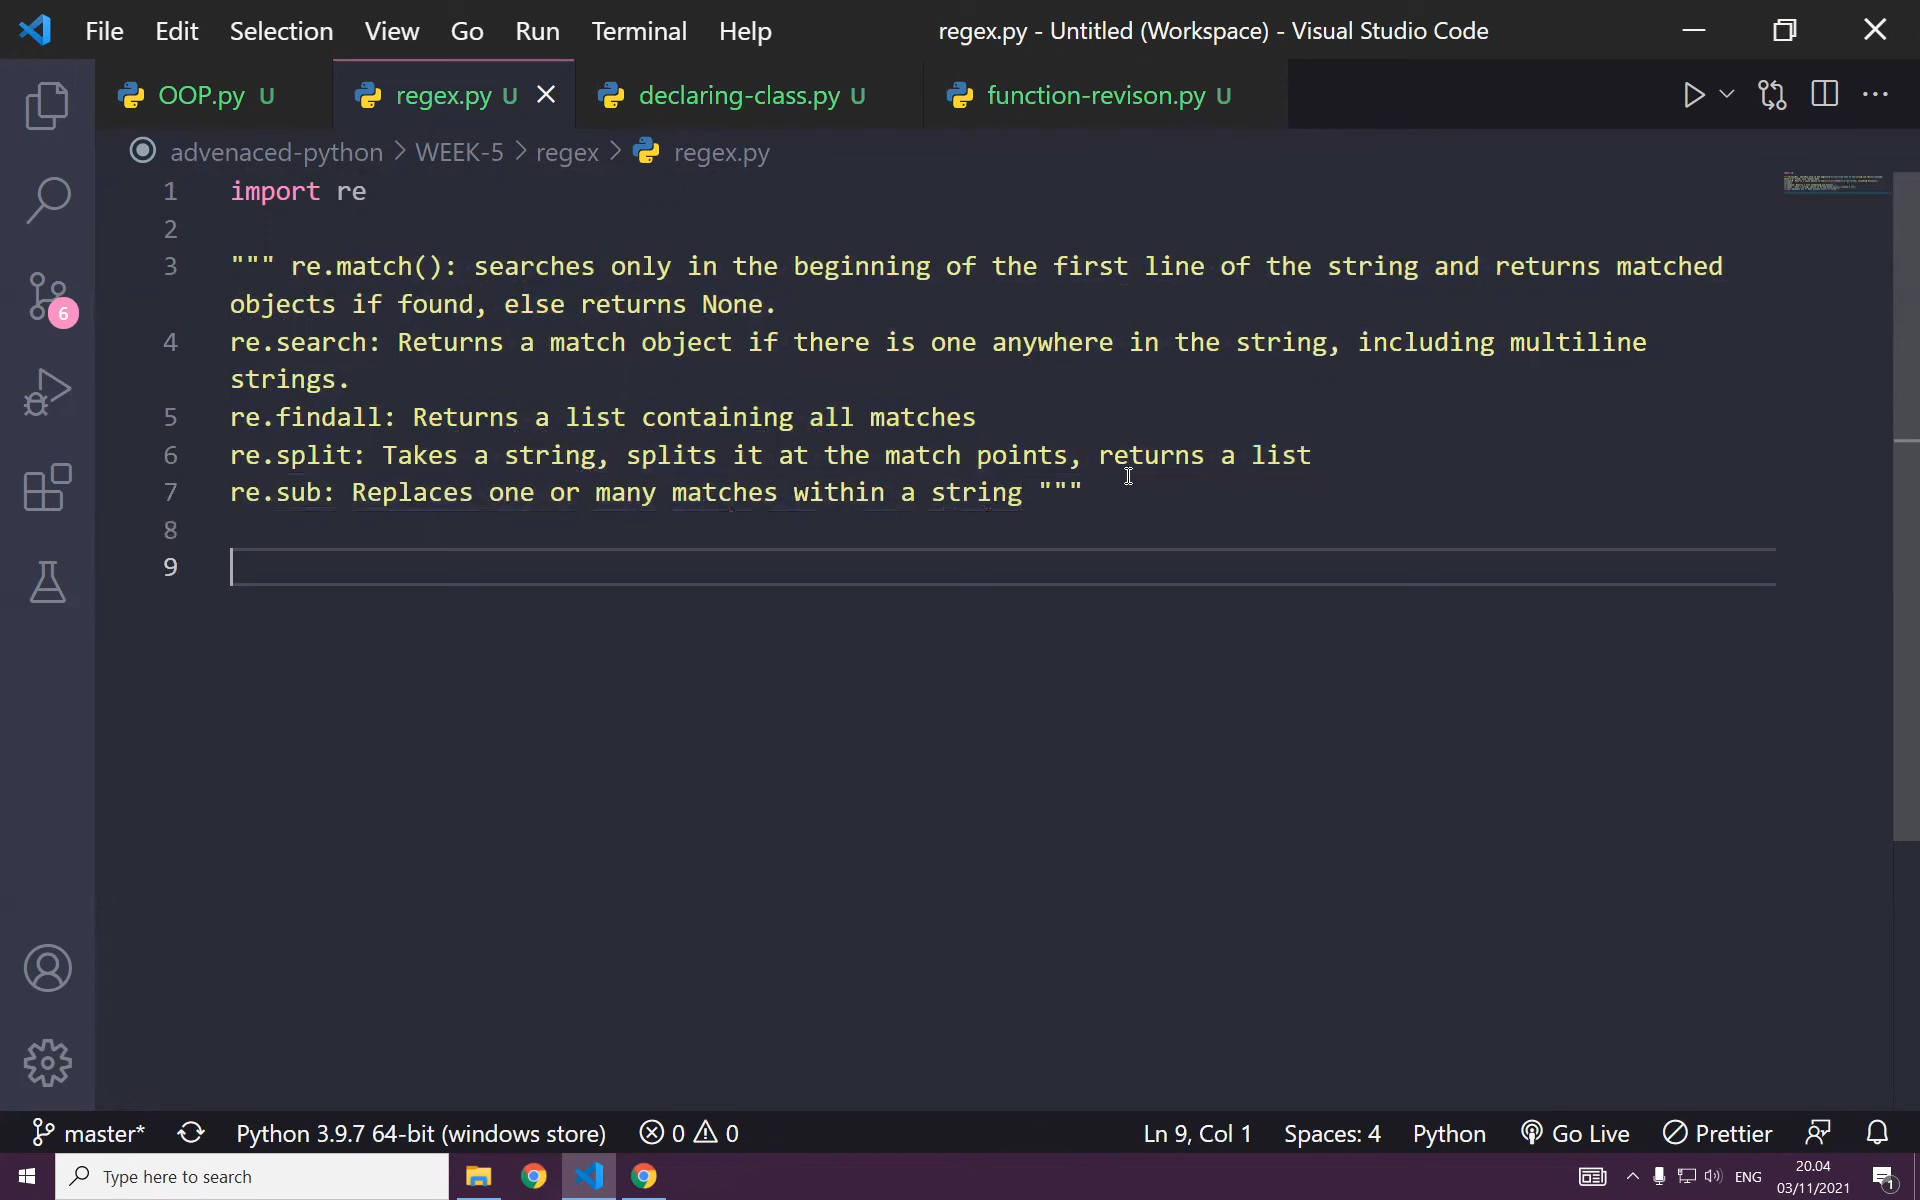 File Edit Selection View Go Run Terminal Help regex.py - Untitled (Workspace) - Visual Studio Code
OOP.py U regex.py U declaring-class.py U function-revison.py U
advenaced-python > WEEK-5 > regex > regex.py
1 import re
2
3 """ re.match(): searches only in the beginning of the first line of the string and returns matched
objects if found, else returns None.
4 re.search: Returns a match object if there is one anywhere in the string, including multiline
strings.
5 re.findall: Returns a list containing all matches
6 re.split: Takes a string, splits it at the match points, returns a list
7 re.sub: Replaces one or many matches within a string """
8
9
6
master* Python 3.9.7 64-bit (windows store) 0 0 Ln 9, Col 1 Spaces: 4 Python Go Live Prettier
Type here to search ENG 20.04
03/11/2021 1